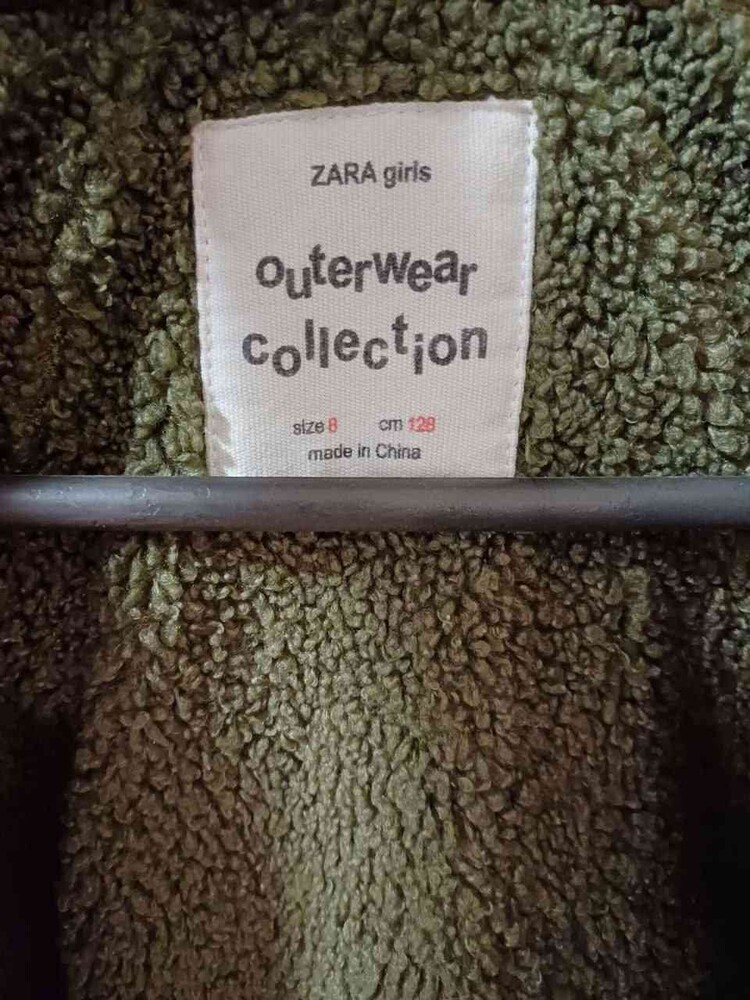 ZARA girls
outerwear
collection
size 8 cm 128
made in China